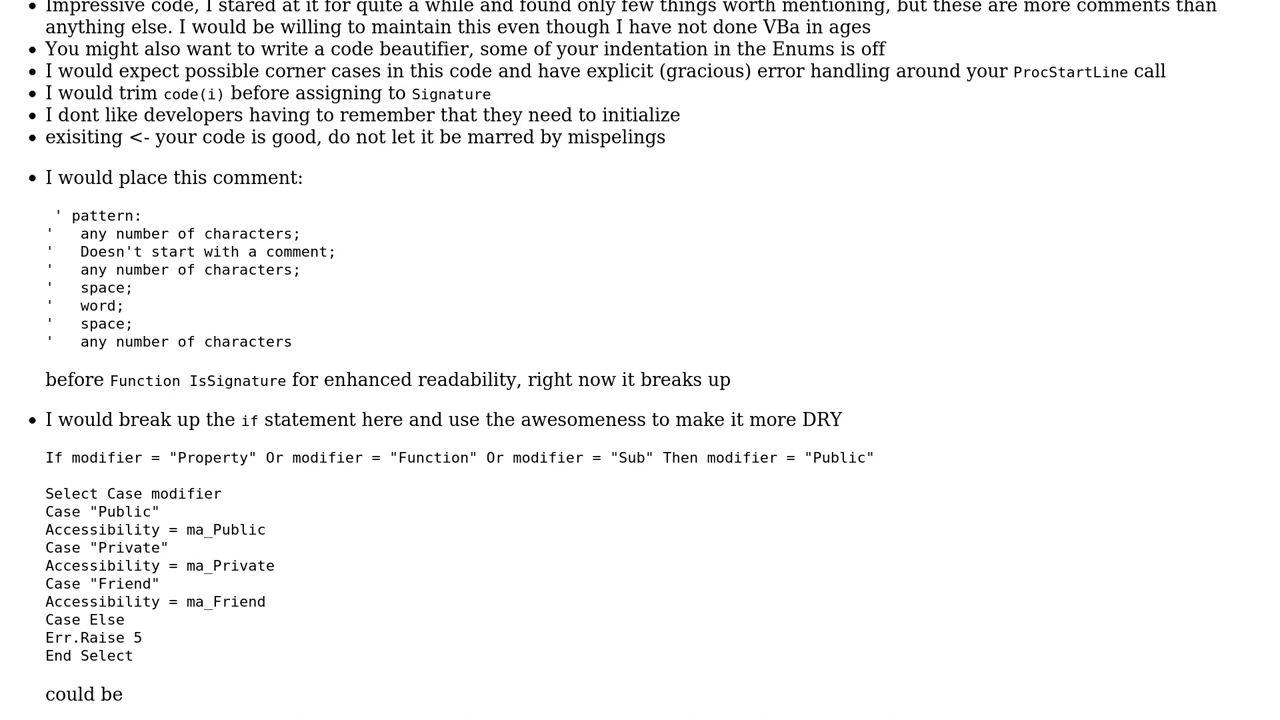 • Impressive code, I stared at it for quite a while and found only few things worth mentioning, but these are more comments than
anything else. I would be willing to maintain this even though I have not done VBa in ages
• You might also want to write a code beautifier, some of your indentation in the Enums is off
• I would expect possible corner cases in this code and have explicit (gracious) error handling around your ProcStartLine call
• I would trim code(i) before assigning to Signature
• I dont like developers having to remember that they need to initialize
• exisiting <- your code is good, do not let it be marred by mispelings
• I would place this comment:
 ' pattern:
'   any number of characters;
'   Doesn't start with a comment;
'   any number of characters;
'   space;
'   word;
'   space;
'   any number of characters
before Function IsSignature for enhanced readability, right now it breaks up
• I would break up the if statement here and use the awesomeness to make it more DRY
If modifier = "Property" Or modifier = "Function" Or modifier = "Sub" Then modifier = "Public"
Select Case modifier
Case "Public"
Accessibility = ma_Public
Case "Private"
Accessibility = ma_Private
Case "Friend"
Accessibility = ma_Friend
Case Else
Err.Raise 5
End Select
could be